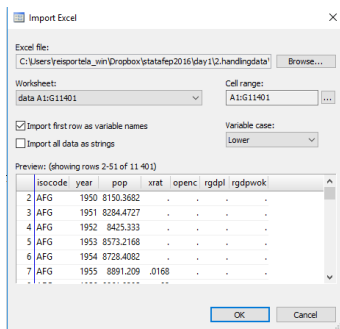 Import Excel
Excel file:
C:\Users\reisportela_win\Dropbox\statafep2016\day1\2.handlingdata\
Browse...
Worksheet:
Cell range:
data A1:G11401
A1:G11401
...
Import first row as variable names
Variable case:
Import all data as strings
Lower
Preview: (showing rows 2-51 of 11 401)
isocode year pop xrat openc rgdpl rgdpwok
2 AFG 1950 8150.3682 . . . .
3 AFG 1951 8284.4727 . . . .
4 AFG 1952 8425.333 . . . .
5 AFG 1953 8573.2168 . . . .
6 AFG 1954 8728.4082 . . . .
7 AFG 1955 8891.209 .0168 . . .
OK Cancel